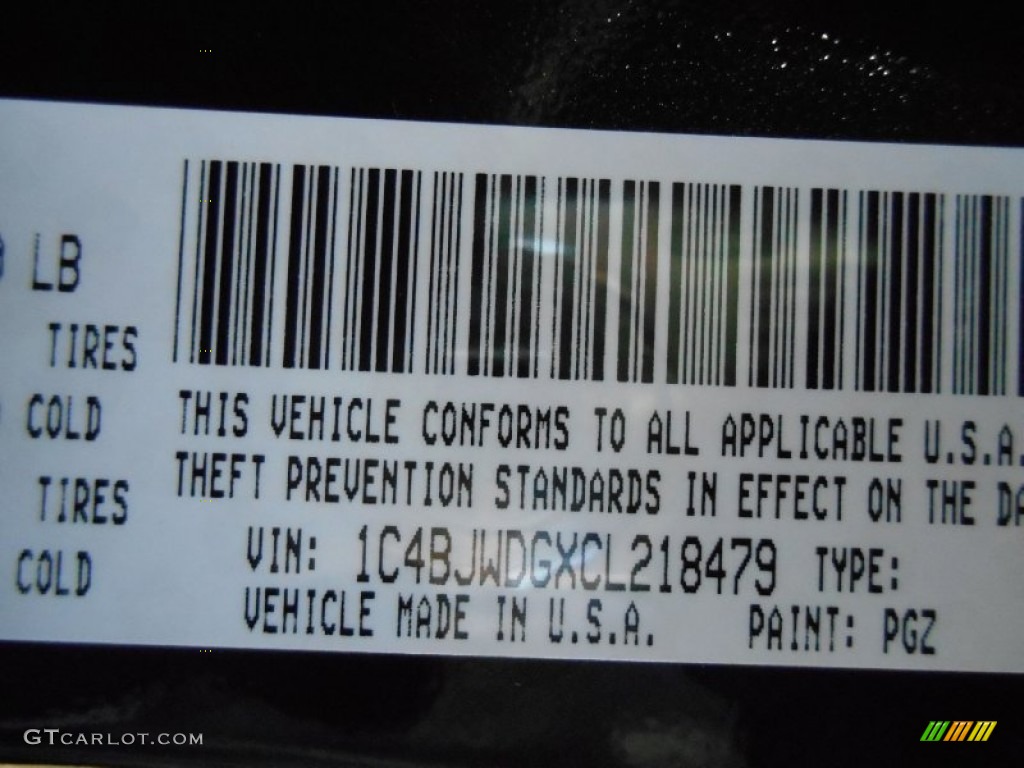 LB
TIRES
COLD
TIRES
COLD
THIS VEHICLE CONFORMS TO ALL APPLICABLE U.S.A.
THEFT PREVENTION STANDARDS IN EFFECT ON THE DA
VIN: 1C4BJWDGXCL218479 TYPE:
VEHICLE MADE IN U.S.A. PAINT: PGZ
GTCARLOT.COM